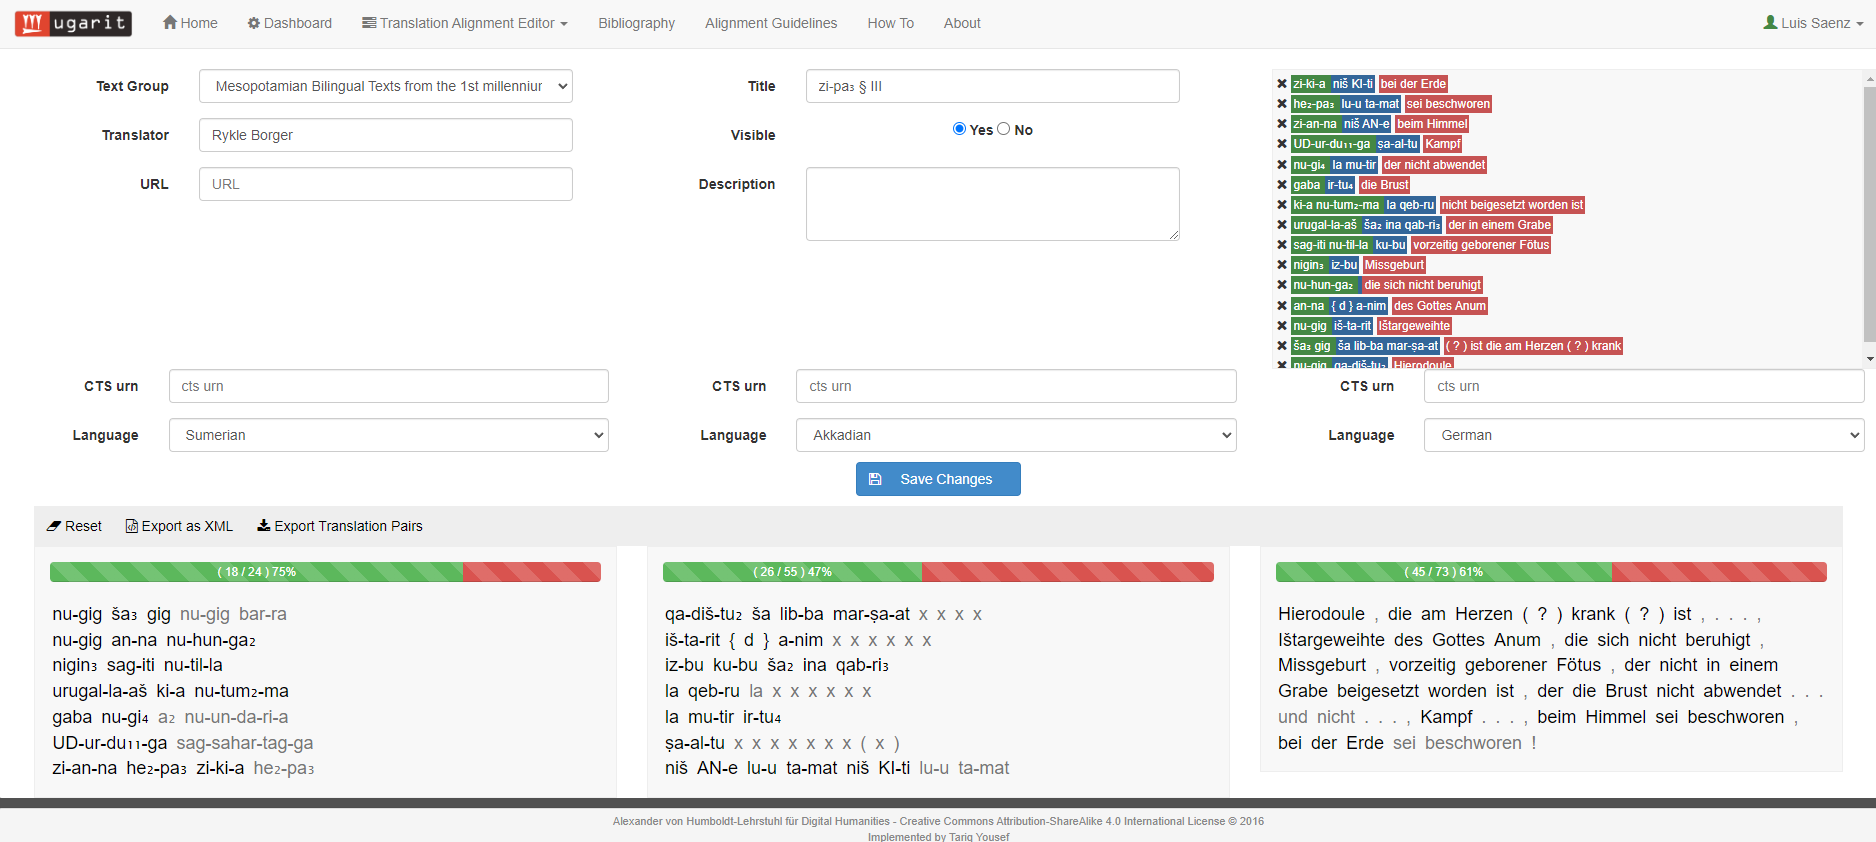 ugarit Home Dashboard Translation Alignment Editor Bibliography Alignment Guidelines How To About Luis Saenz
Text Group Mesopotamian Bilingual Texts from the 1st millenniur
Title zi-pa₃ § III
Translator Rykle Borger
Visible Yes No
URL URL
Description
✖ zi-ki-a niš KI-ti bei der Erde
✖ he₂-pa₃ lu-u ta-mat sei beschworen
✖ zi-an-na niš AN-e beim Himmel
✖ UD-ur-du₁₁-ga ṣa-al-tu Kampf
✖ nu-gi₄ la mu-tir der nicht abwendet
✖ gaba ir-tu₄ die Brust
✖ ki-a nu-tum₂-ma la qeb-ru nicht beigesetzt worden ist
✖ urugal-la-aš ša₂ ina qab-ri₃ der in einem Grabe
✖ sag-iti nu-til-la ku-bu vorzeitig geborener Fötus
✖ nigin₃ iz-bu Missgeburt
✖ nu-hun-ga₂ die sich nicht beruhigt
✖ an-na { d } a-nim des Gottes Anum
✖ nu-gig iš-ta-rit Ištargeweihte
✖ ša₃ gig ša lib-ba mar-ṣa-at ( ? ) ist die am Herzen ( ? ) krank
✖ nu-gig qa-diš-tu₂ Hierodoule
CTS urn cts urn
CTS urn cts urn
CTS urn cts urn
Language Sumerian
Language Akkadian
Language German
Save Changes
Reset Export as XML Export Translation Pairs
( 18 / 24 ) 75%
nu-gig ša₃ gig nu-gig bar-ra
nu-gig an-na nu-hun-ga₂
nigin₃ sag-iti nu-til-la
urugal-la-aš ki-a nu-tum₂-ma
gaba nu-gi₄ a₂ nu-un-da-ri-a
UD-ur-du₁₁-ga sag-sahar-tag-ga
zi-an-na he₂-pa₃ zi-ki-a he₂-pa₃
( 26 / 55 ) 47%
qa-diš-tu₂ ša lib-ba mar-ṣa-at x x x x
iš-ta-rit { d } a-nim x x x x x x
iz-bu ku-bu ša₂ ina qab-ri₃
la qeb-ru la x x x x x x
la mu-tir ir-tu₄
ṣa-al-tu x x x x x x x ( x )
niš AN-e lu-u ta-mat niš KI-ti lu-u ta-mat
( 45 / 73 ) 61%
Hierodoule , die am Herzen ( ? ) krank ( ? ) ist , . . . ,
Ištargeweihte des Gottes Anum , die sich nicht beruhigt ,
Missgeburt , vorzeitig geborener Fötus , der nicht in einem
Grabe beigesetzt worden ist , der die Brust nicht abwendet . . .
und nicht . . . , Kampf . . . , beim Himmel sei beschworen ,
bei der Erde sei beschworen !
Alexander von Humboldt-Lehrstuhl für Digital Humanities - Creative Commons Attribution-ShareAlike 4.0 International License © 2016
Implemented by Tariq Yousef